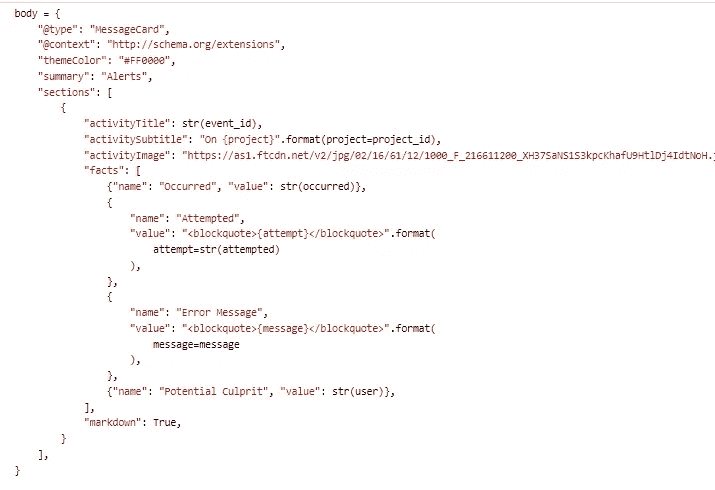 body = {
    "@type": "MessageCard",
    "@context": "http://schema.org/extensions",
    "themeColor": "#FF0000",
    "summary": "Alerts",
    "sections": [
        {
            "activityTitle": str(event_id),
            "activitySubtitle": "On {project}".format(project=project_id),
            "activityImage": "https://as1.ftcdn.net/v2/jpg/02/16/61/12/1000_F_216611200_XH37SaNS1S3kpcKhafU9HtlDj4IdtNoH.j
            "facts": [
                {"name": "Occurred", "value": str(occurred)},
                {
                    "name": "Attempted",
                    "value": "<blockquote>{attempt}</blockquote>".format(
                        attempt=str(attempted)
                    ),
                },
                {
                    "name": "Error Message",
                    "value": "<blockquote>{message}</blockquote>".format(
                        message=message
                    ),
                },
                {"name": "Potential Culprit", "value": str(user)},
            ],
            "markdown": True,
        }
    ],
}